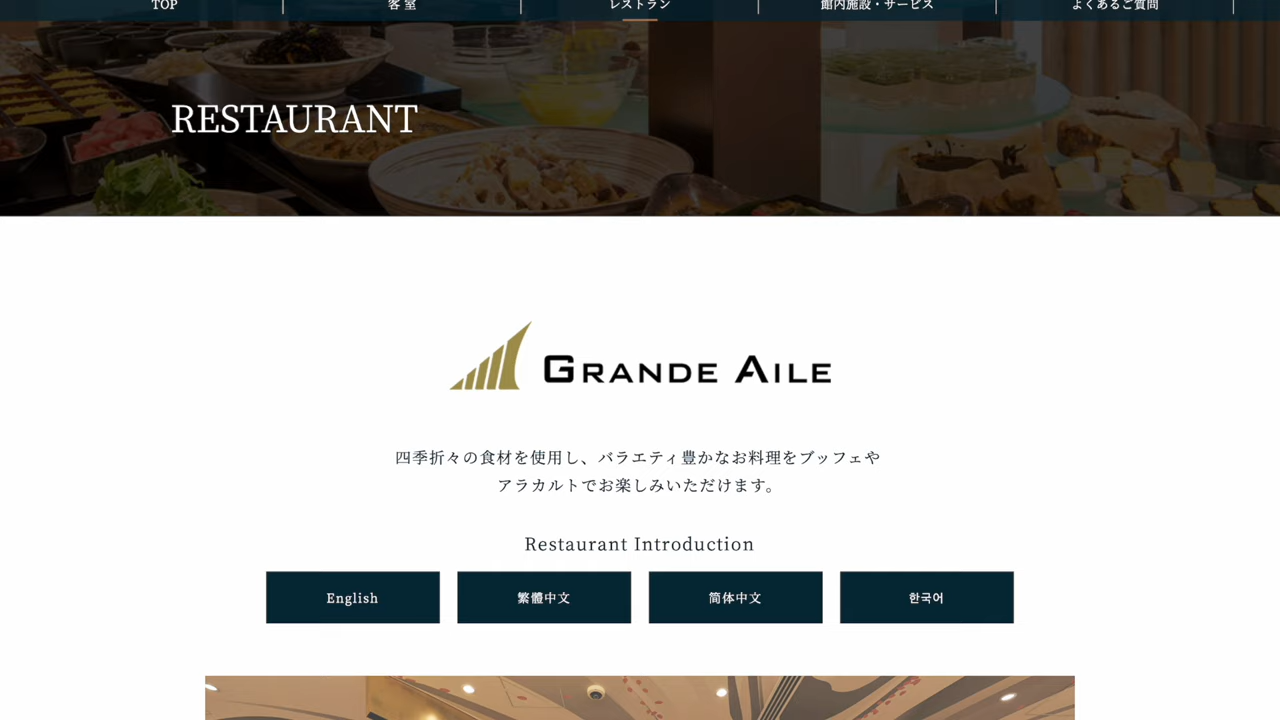 TOP
客室
レストラン
館内施設・サービス
よくあるご質問
RESTAURANT
GRANDE AILE
四季折々の食材を使用し、バラエティ豊かなお料理をブッフェや
アラカルトでお楽しみいただけます。
Restaurant Introduction
English
繁體中文
简体中文
한국어